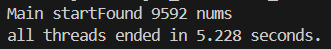 Main startFound 9592 nums
all threads ended in 5.228 seconds.